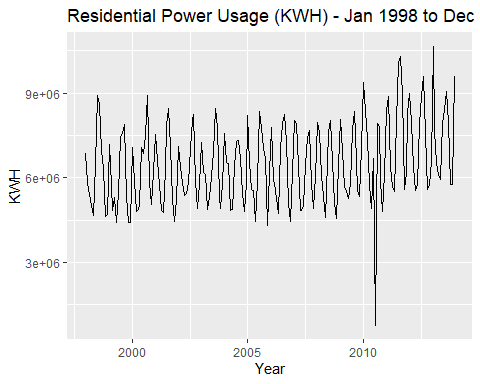 Residential Power Usage (KWH) - Jan 1998 to Dec
9e+06
6e+06
3e+06
KWH
2000
2005
2010
Year